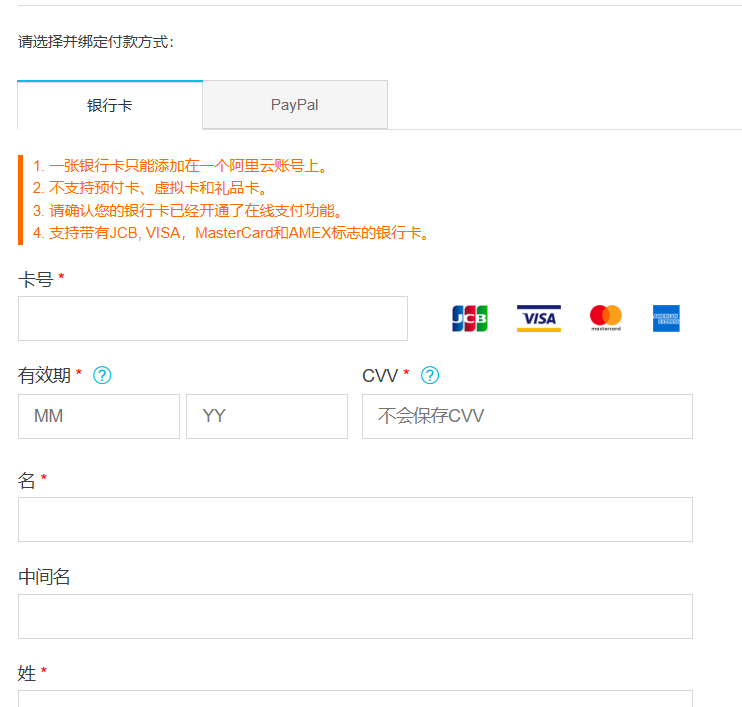 请选择并绑定付款方式:
银行卡
PayPal
1. 一张银行卡只能添加在一个阿里云账号上。
2. 不支持预付卡、虚拟卡和礼品卡。
3. 请确认您的银行卡已经开通了在线支付功能。
4. 支持带有JCB, VISA，MasterCard和AMEX标志的银行卡。
卡号 *
JCB
VISA
mastercard
AMERICAN EXPRESS
有效期 * ?
CVV * ?
MM
YY
不会保存CVV
名 *
中间名
姓 *